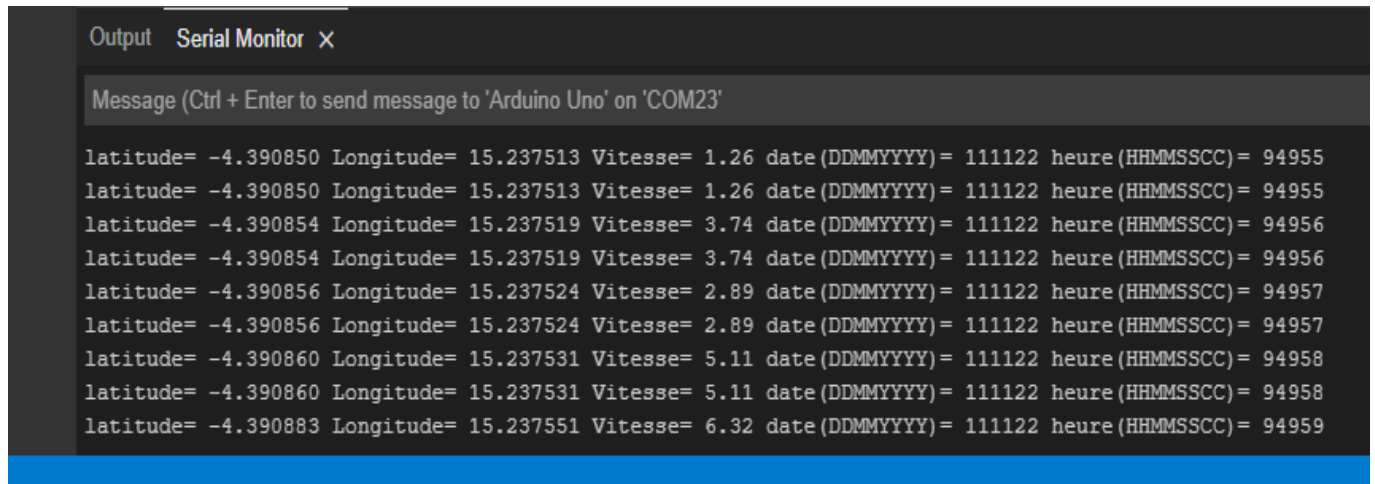 Output Serial Monitor ×
Message (Ctrl + Enter to send message to 'Arduino Uno' on 'COM23'
latitude= -4.390850 Longitude= 15.237513 Vitesse= 1.26 date(DDMMYYYY)= 111122 heure(HHMMSSCC)= 94955
latitude= -4.390850 Longitude= 15.237513 Vitesse= 1.26 date(DDMMYYYY)= 111122 heure(HHMMSSCC)= 94955
latitude= -4.390854 Longitude= 15.237519 Vitesse= 3.74 date(DDMMYYYY)= 111122 heure(HHMMSSCC)= 94956
latitude= -4.390854 Longitude= 15.237519 Vitesse= 3.74 date(DDMMYYYY)= 111122 heure(HHMMSSCC)= 94956
latitude= -4.390856 Longitude= 15.237524 Vitesse= 2.89 date(DDMMYYYY)= 111122 heure(HHMMSSCC)= 94957
latitude= -4.390856 Longitude= 15.237524 Vitesse= 2.89 date(DDMMYYYY)= 111122 heure(HHMMSSCC)= 94957
latitude= -4.390860 Longitude= 15.237531 Vitesse= 5.11 date(DDMMYYYY)= 111122 heure(HHMMSSCC)= 94958
latitude= -4.390860 Longitude= 15.237531 Vitesse= 5.11 date(DDMMYYYY)= 111122 heure(HHMMSSCC)= 94958
latitude= -4.390883 Longitude= 15.237551 Vitesse= 6.32 date(DDMMYYYY)= 111122 heure(HHMMSSCC)= 94959